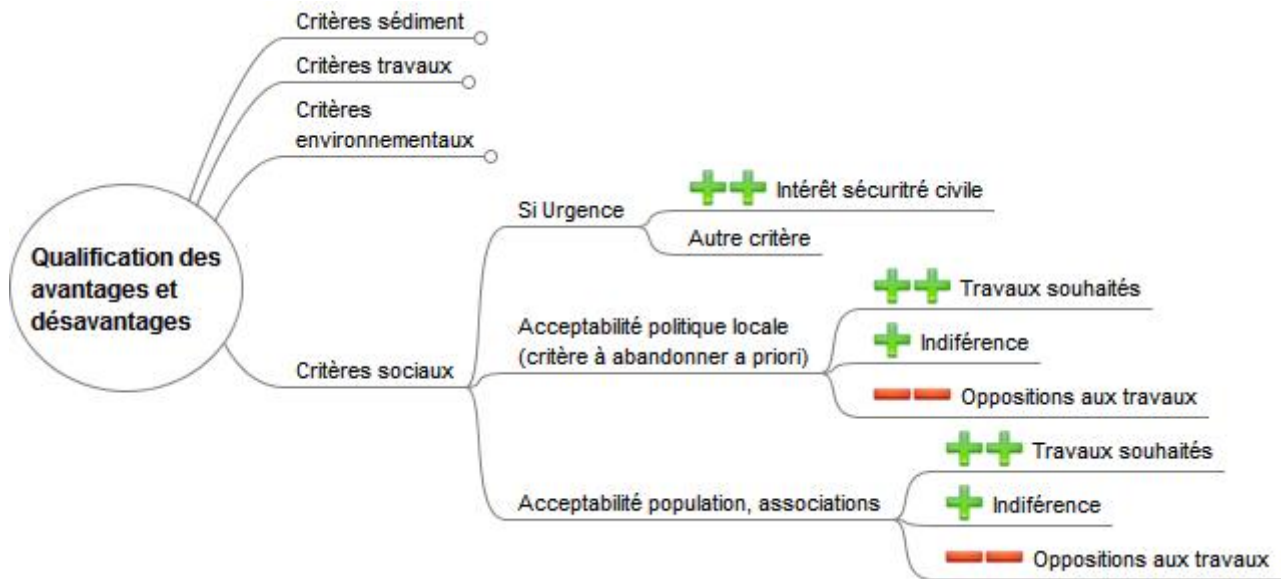 Critères sédiment
Critères travaux
Critères
environnementaux
Qualification des
avantages et
désavantages
Critères sociaux
Si Urgence
Intérêt sécuritré civile
Autre critère
Acceptabilité politique locale
(critère à abandonner a priori)
Travaux souhaités
Indiférence
Oppositions aux travaux
Acceptabilité population, associations
Travaux souhaités
Indiférence
Oppositions aux travaux